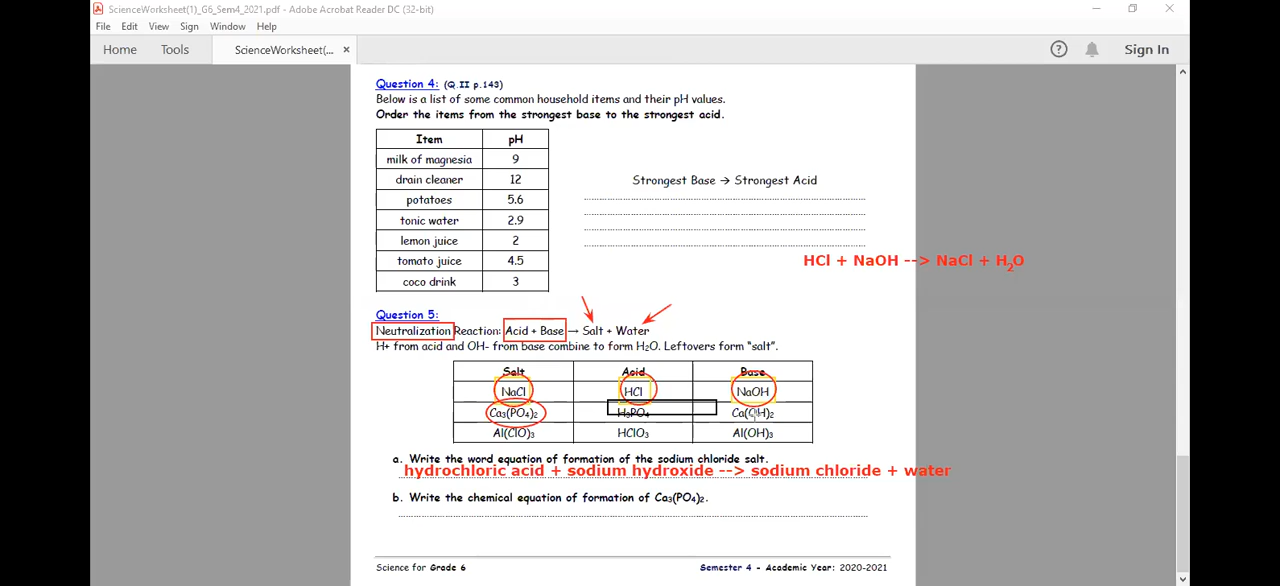 ScienceWorksheet(1)_G6_Sem4_2021.pdf - Adobe Acrobat Reader DC (32-bit)
File Edit View Sign Window Help
Home Tools ScienceWorksheet(... × ? Sign In
Question 4: (Q.II p.143)
Below is a list of some common household items and their pH values.
Order the items from the strongest base to the strongest acid.
Item pH
milk of magnesia 9
drain cleaner 12
potatoes 5.6
tonic water 2.9
lemon juice 2
tomato juice 4.5
coco drink 3
Strongest Base → Strongest Acid
HCl + NaOH --> NaCl + H₂O
Question 5:
Neutralization Reaction: Acid + Base → Salt + Water
H+ from acid and OH- from base combine to form H₂O. Leftovers form “salt”.
Salt Acid Base
NaCl HCl NaOH
Ca₃(PO₄)₂ H₃PO₄ Ca(OH)₂
Al(ClO)₃ HClO₃ Al(OH)₃
a. Write the word equation of formation of the sodium chloride salt.
hydrochloric acid + sodium hydroxide --> sodium chloride + water
b. Write the chemical equation of formation of Ca₃(PO₄)₂.
Science for Grade 6 Semester 4 - Academic Year: 2020-2021